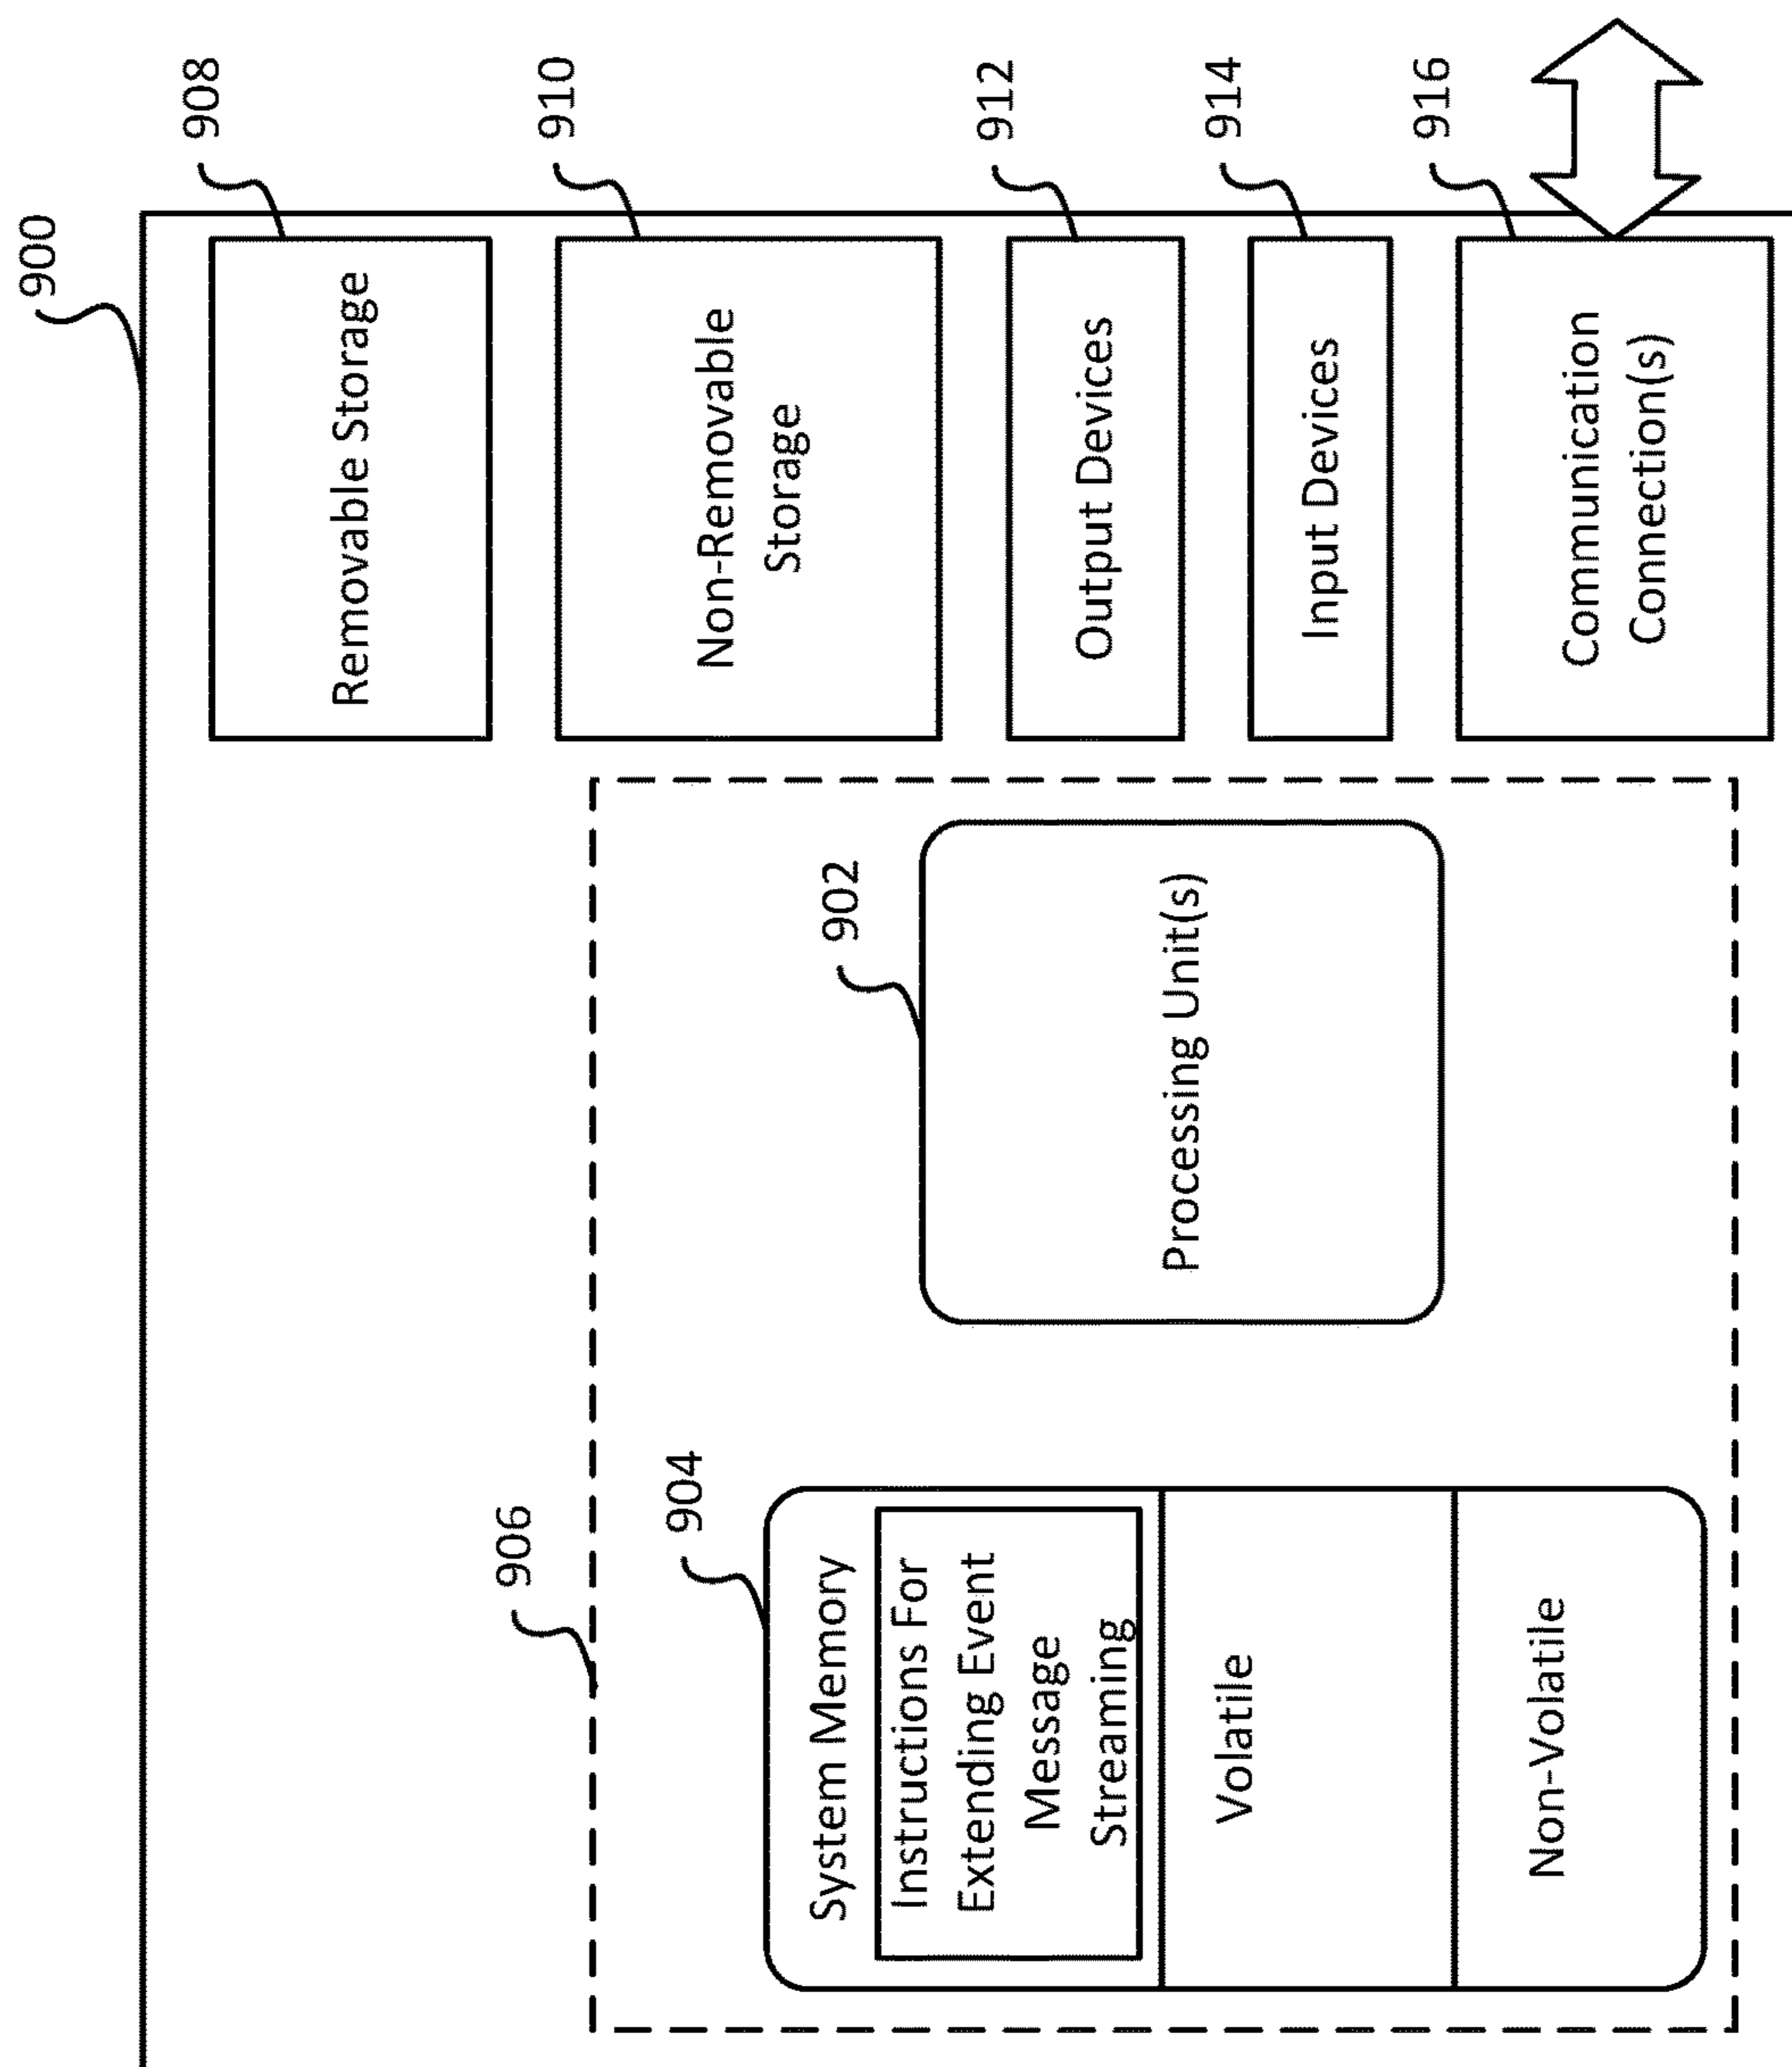 900
906
904
System Memory
Instructions For
Extending Event
Message
Streaming
Volatile
Non-Volatile
902
Processing Unit(s)
908
Removable Storage
910
Non-Removable
Storage
912
Output Devices
914
Input Devices
916
Communication
Connection(s)